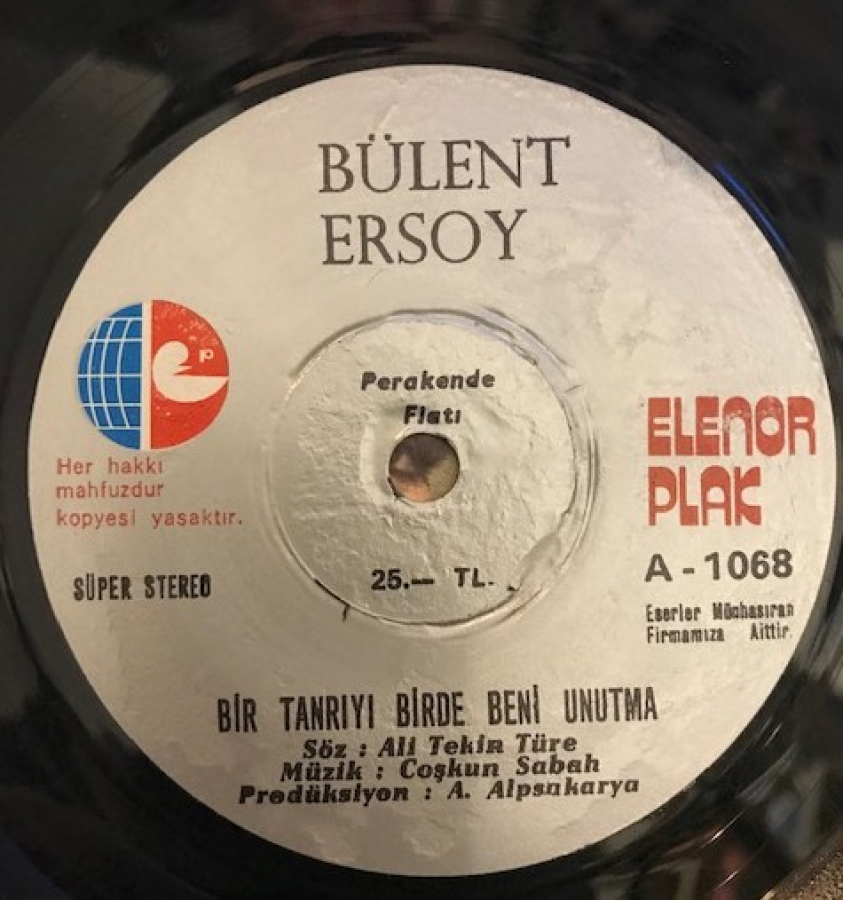 BÜLENT
ERSOY
Perakende
Fiatı
P
Her hakkı
mahfuzdur
kopyesi yasaktır.
ELENOR
PLAK
SÜPER STEREO
25.— TL.
A - 1068
Eserler Münhasıran
Firmamıza Aittir.
BİR TANRIYI BİRDE BENİ UNUTMA
Söz : Ali Tekin Türe
Müzik : Coşkun Sabah
Prodüksiyon : A. Alpsakarya